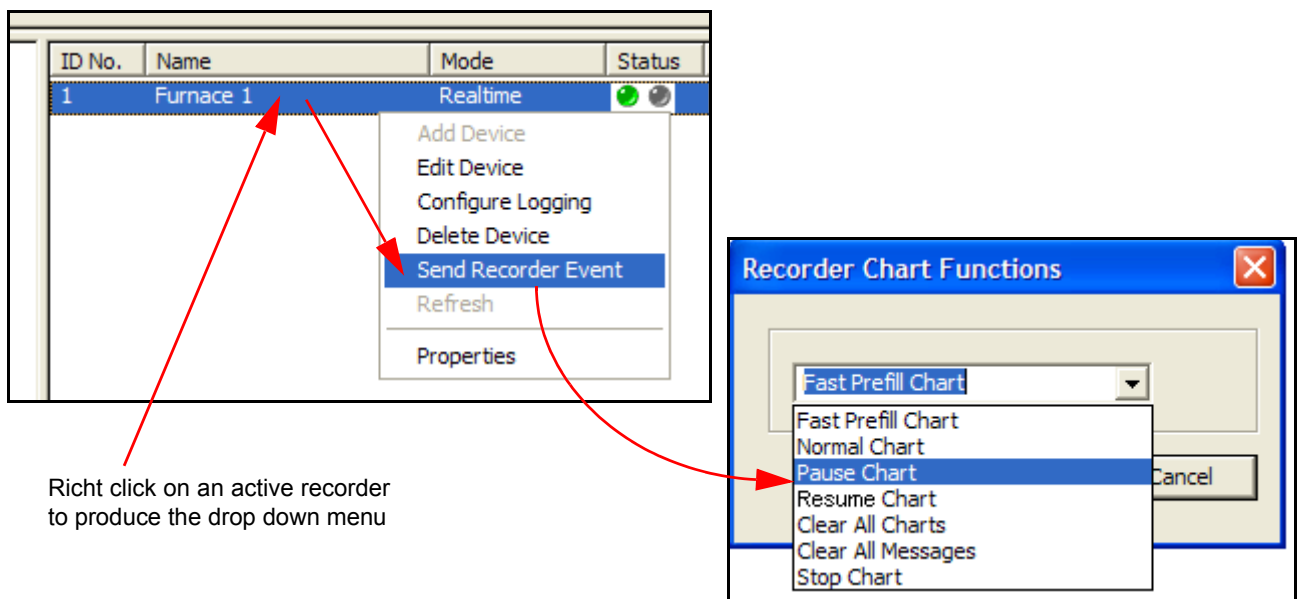 ID No. Name Mode Status
1 Furnace 1 Realtime
Add Device
Edit Device
Configure Logging
Delete Device
Send Recorder Event
Refresh
Properties
Richt click on an active recorder
to produce the drop down menu
Recorder Chart Functions
Fast Prefill Chart
Fast Prefill Chart
Normal Chart
Pause Chart
Resume Chart
Clear All Charts
Clear All Messages
Stop Chart
Cancel